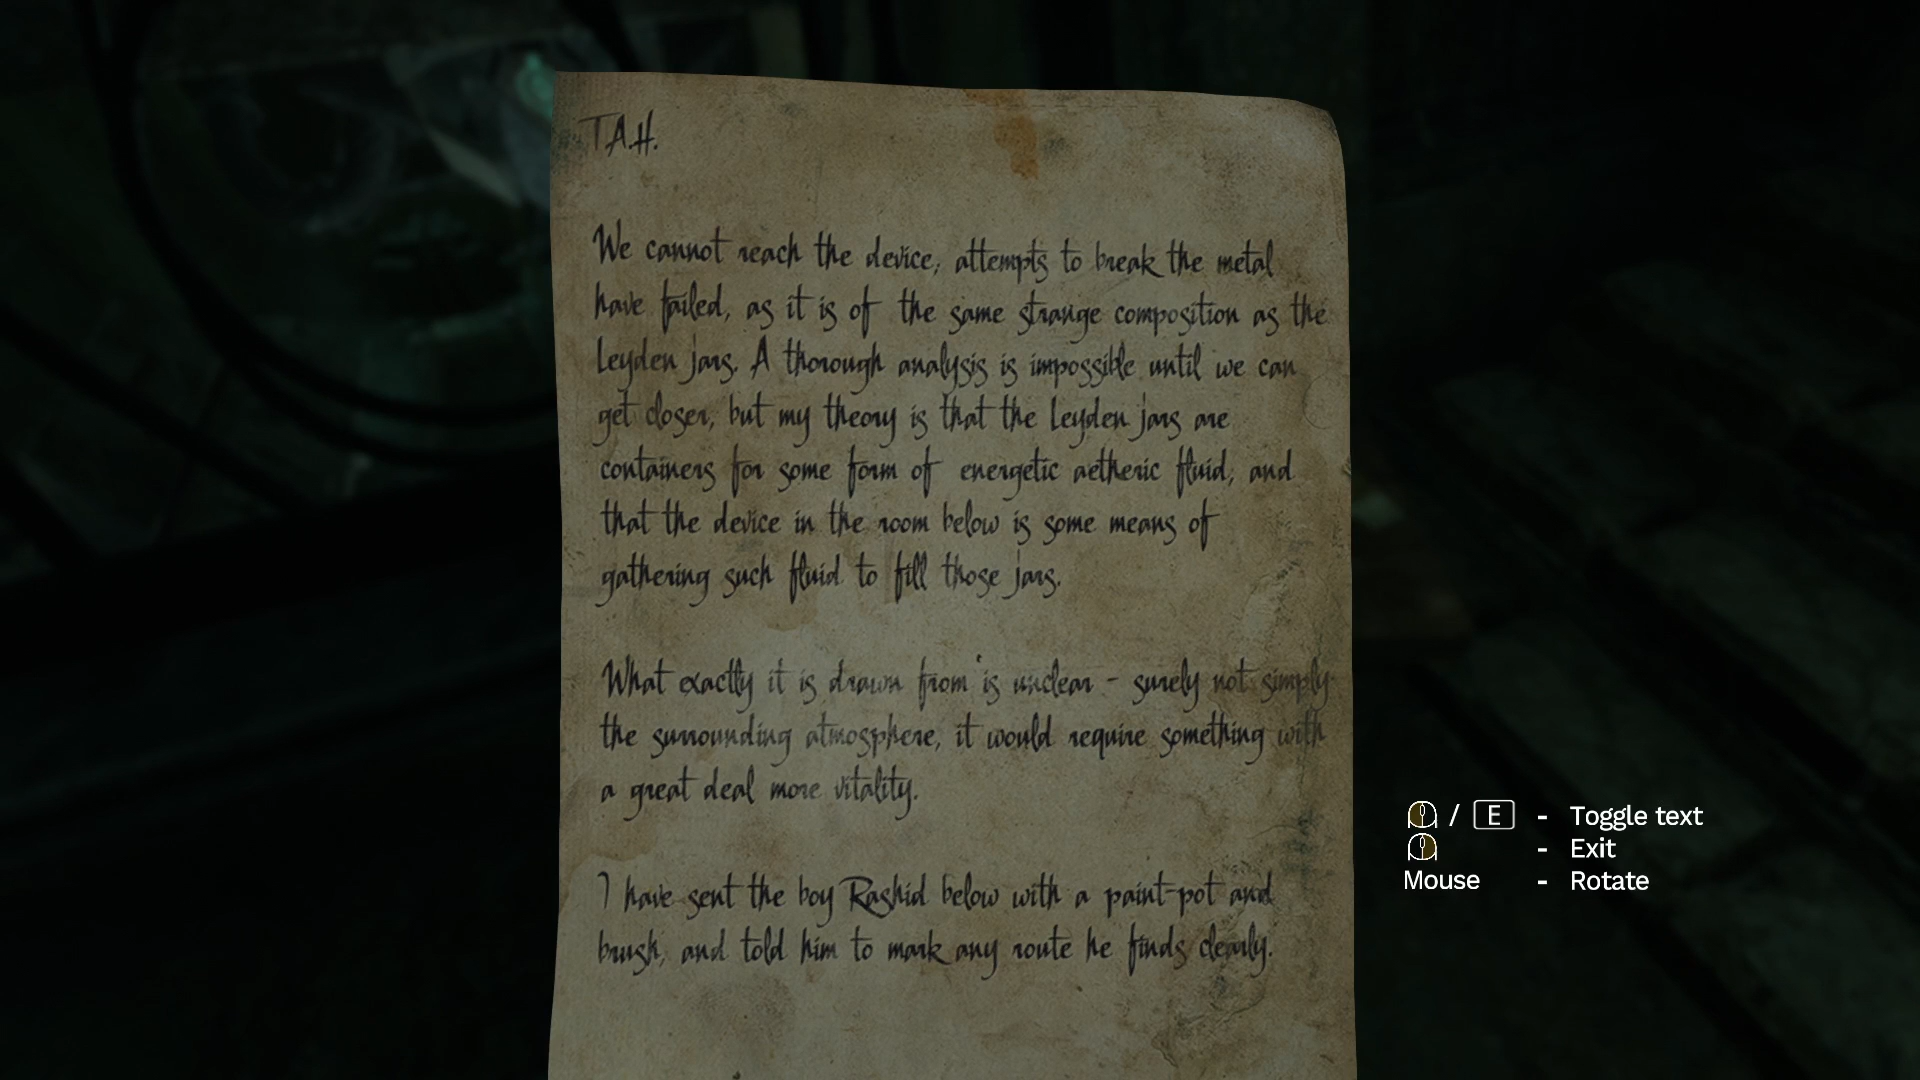 T.A.H.
We cannot reach the device, attempts to break the metal
have failed, as it is of the same strange composition as the
Leyden jars. A thorough analysis is impossible until we can
get closer, but my theory is that the Leyden jars are
containers for some form of energetic aetheric fluid, and
that the device in the room below is some means of
gathering such fluid to fill those jars.
What exactly it is drawn from is unclear - surely not simply
the surrounding atmosphere, it would require something with
a great deal more vitality.
I have sent the boy Rashid below with a paint-pot and
brush, and told him to mark any route he finds clearly.
/ E - Toggle text
- Exit
Mouse - Rotate